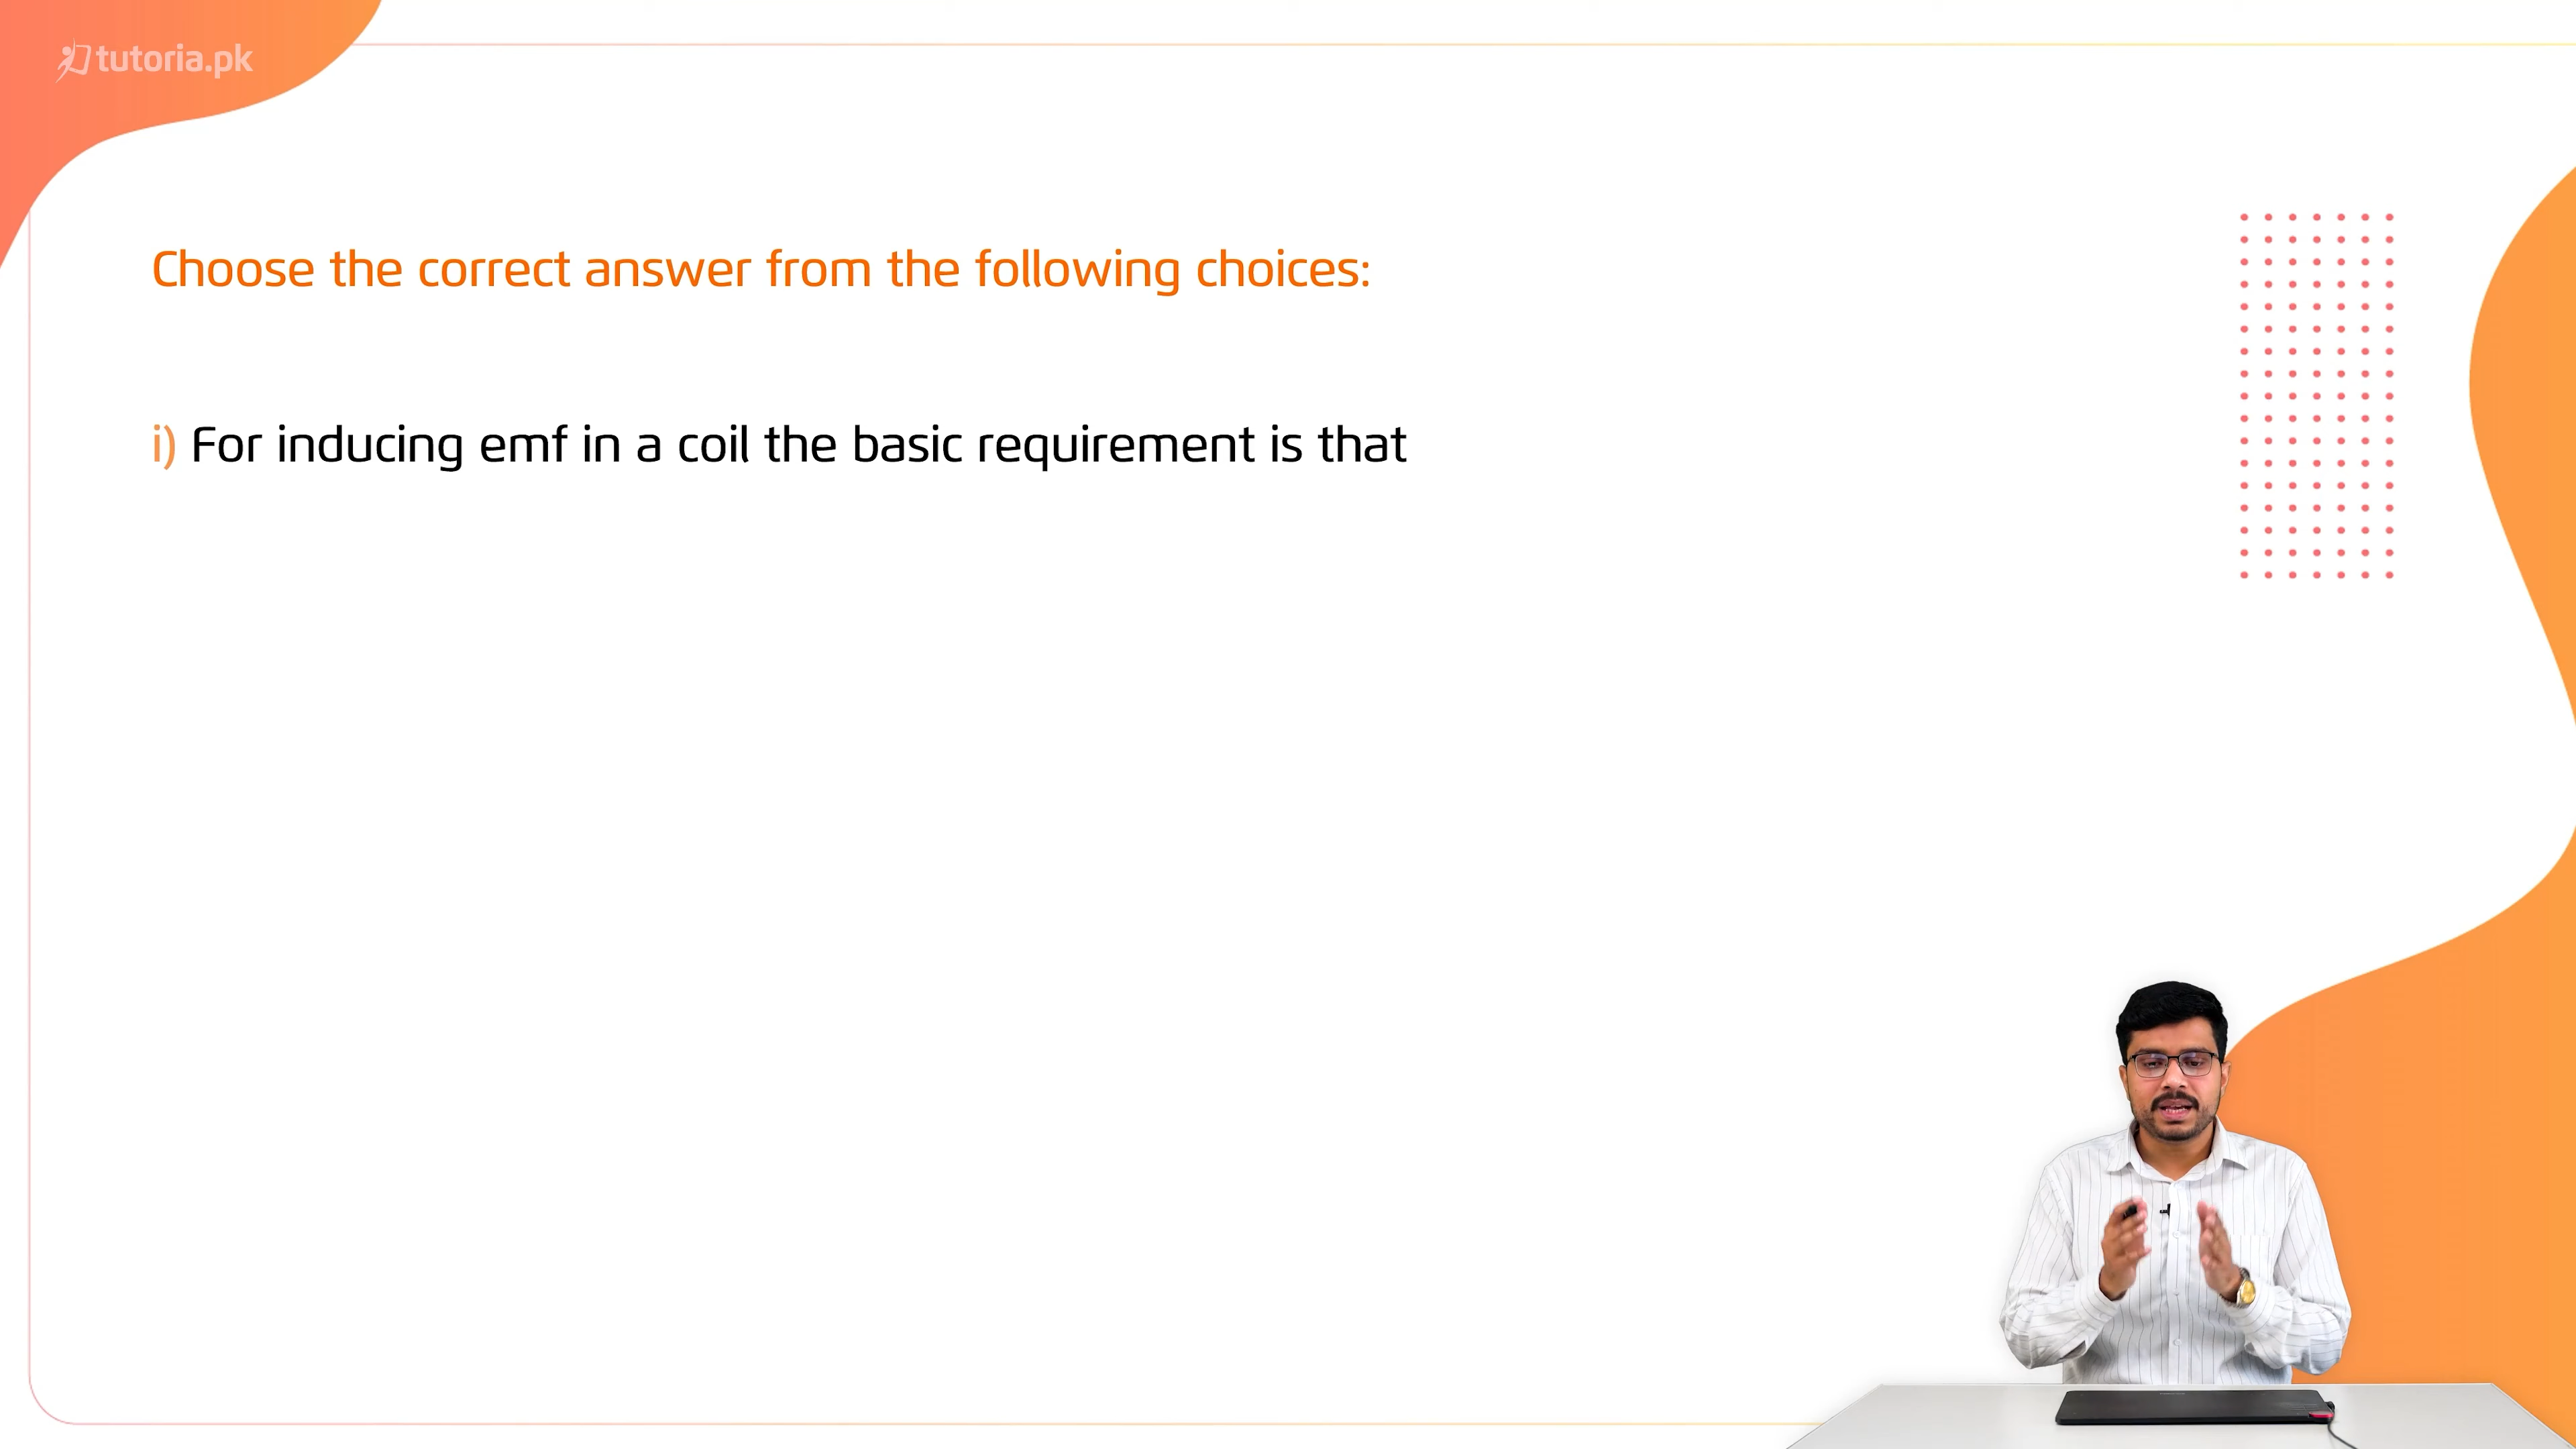 tutoria.pk
Choose the correct answer from the following choices:
i) For inducing emf in a coil the basic requirement is that